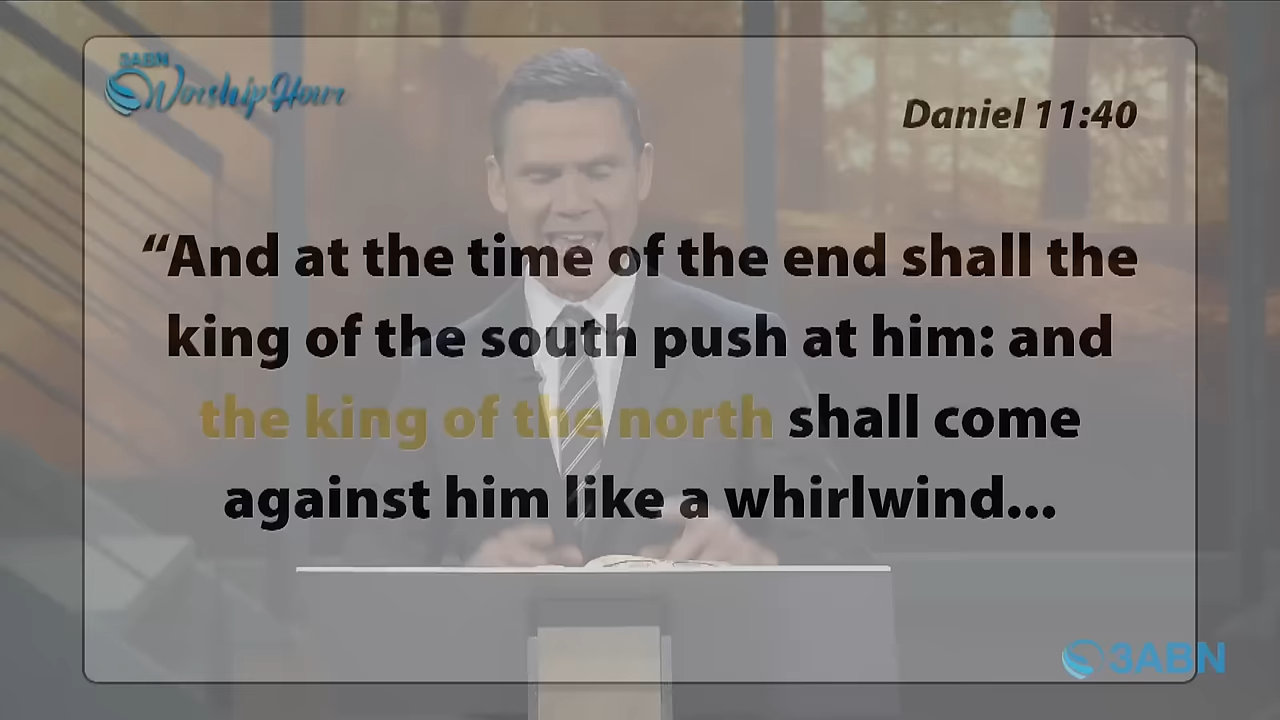 3ABN
Worship Hour
Daniel 11:40
“And at the time of the end shall the
king of the south push at him: and
the king of the north shall come
against him like a whirlwind...
3ABN